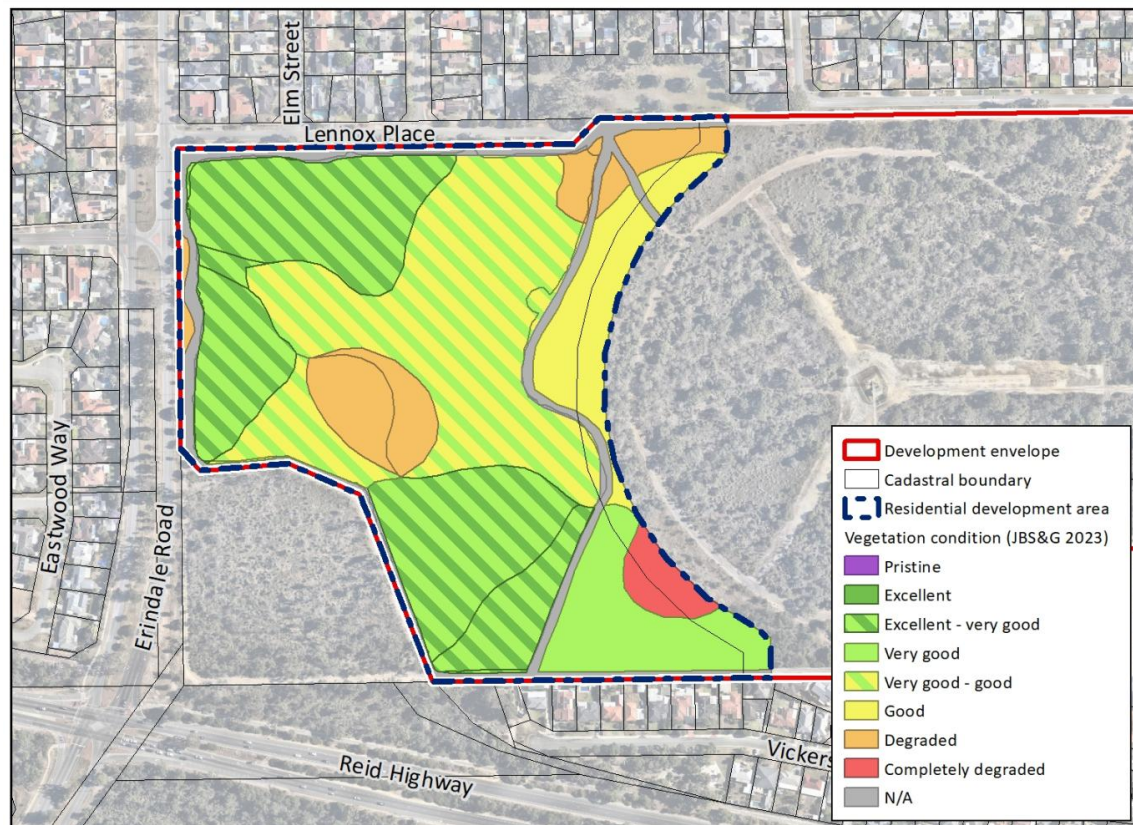 Elm Street
Lennox Place
Eastwood Way
Erindale Road
Reid Highway
Vickers
Development envelope
Cadastral boundary
Residential development area
Vegetation condition (JBS&G 2023)
Pristine
Excellent
Excellent - very good
Very good
Very good - good
Good
Degraded
Completely degraded
N/A